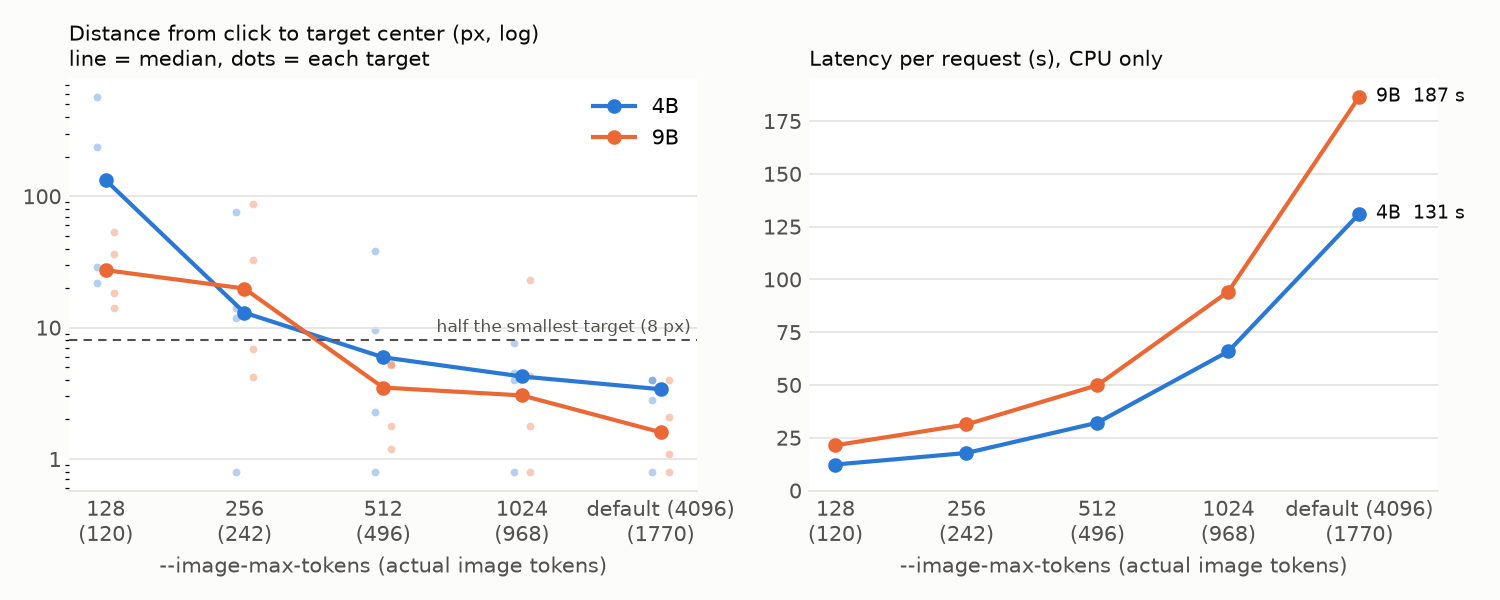 Distance from click to target center (px, log)
line = median, dots = each target
4B
9B
100
10
1
half the smallest target (8 px)
128
(120)
256
(242)
512
(496)
1024
(968)
default (4096)
(1770)
--image-max-tokens (actual image tokens)
Latency per request (s), CPU only
9B 187 s
4B 131 s
175
150
125
100
75
50
25
0
128
(120)
256
(242)
512
(496)
1024
(968)
default (4096)
(1770)
--image-max-tokens (actual image tokens)